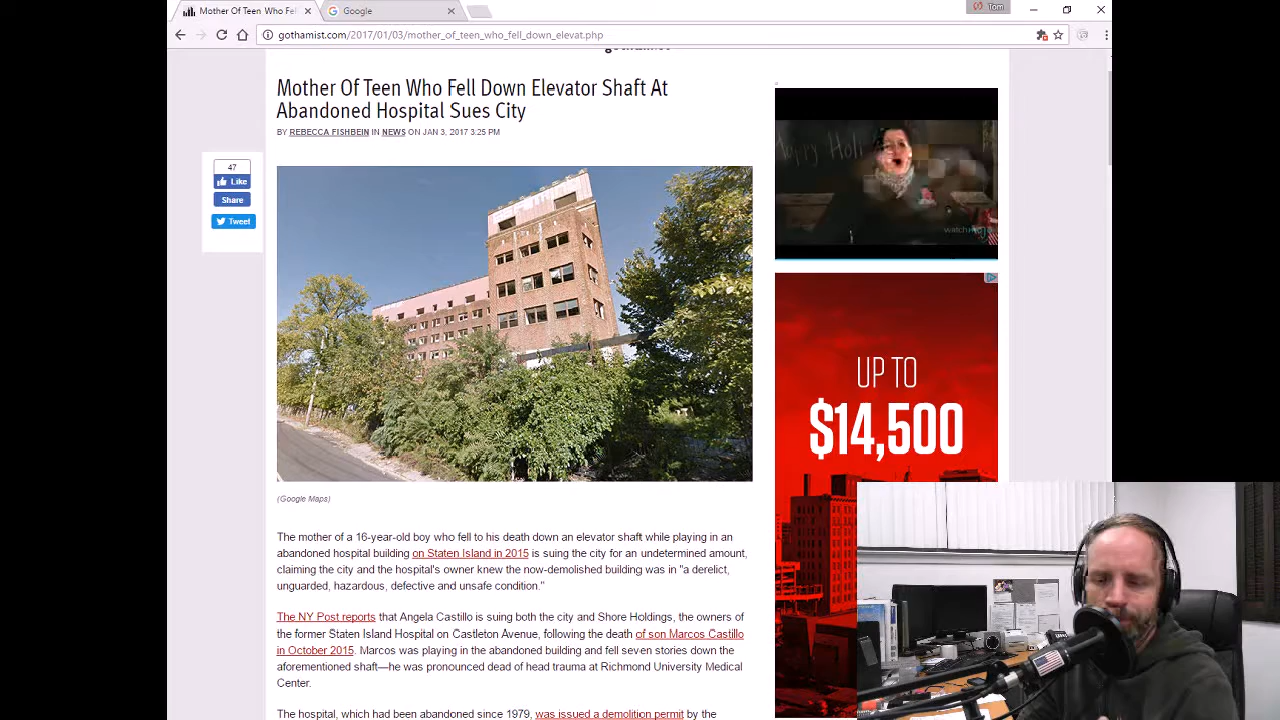 Mother Of Teen Who Fel
Google
Tom
gothamist.com/2017/01/03/mother_of_teen_who_fell_down_elevat.php
Mother Of Teen Who Fell Down Elevator Shaft At
Abandoned Hospital Sues City
BY REBECCA FISHBEIN IN NEWS ON JAN 3, 2017 3:25 PM
47
Like
Share
Tweet
Happy Holi
UP TO
$14,500
(Google Maps)
The mother of a 16-year-old boy who fell to his death down an elevator shaft while playing in an
abandoned hospital building on Staten Island in 2015 is suing the city for an undetermined amount,
claiming the city and the hospital's owner knew the now-demolished building was in "a derelict,
unguarded, hazardous, defective and unsafe condition."
The NY Post reports that Angela Castillo is suing both the city and Shore Holdings, the owners of
the former Staten Island Hospital on Castleton Avenue, following the death of son Marcos Castillo
in October 2015. Marcos was playing in the abandoned building and fell seven stories down the
aforementioned shaft—he was pronounced dead of head trauma at Richmond University Medical
Center.
The hospital, which had been abandoned since 1979, was issued a demolition permit by the